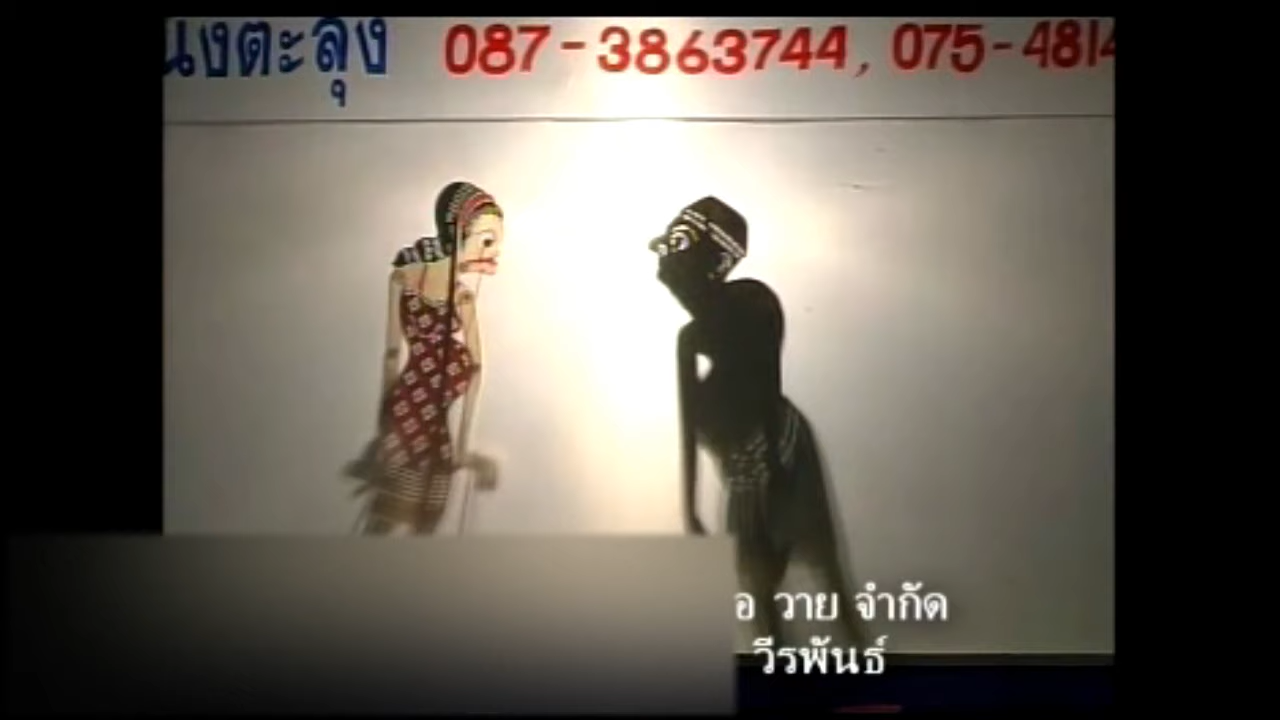 นังตะลุง 087-3863744, 075-4814
อ วาย จำกัด
วีรพันธ์